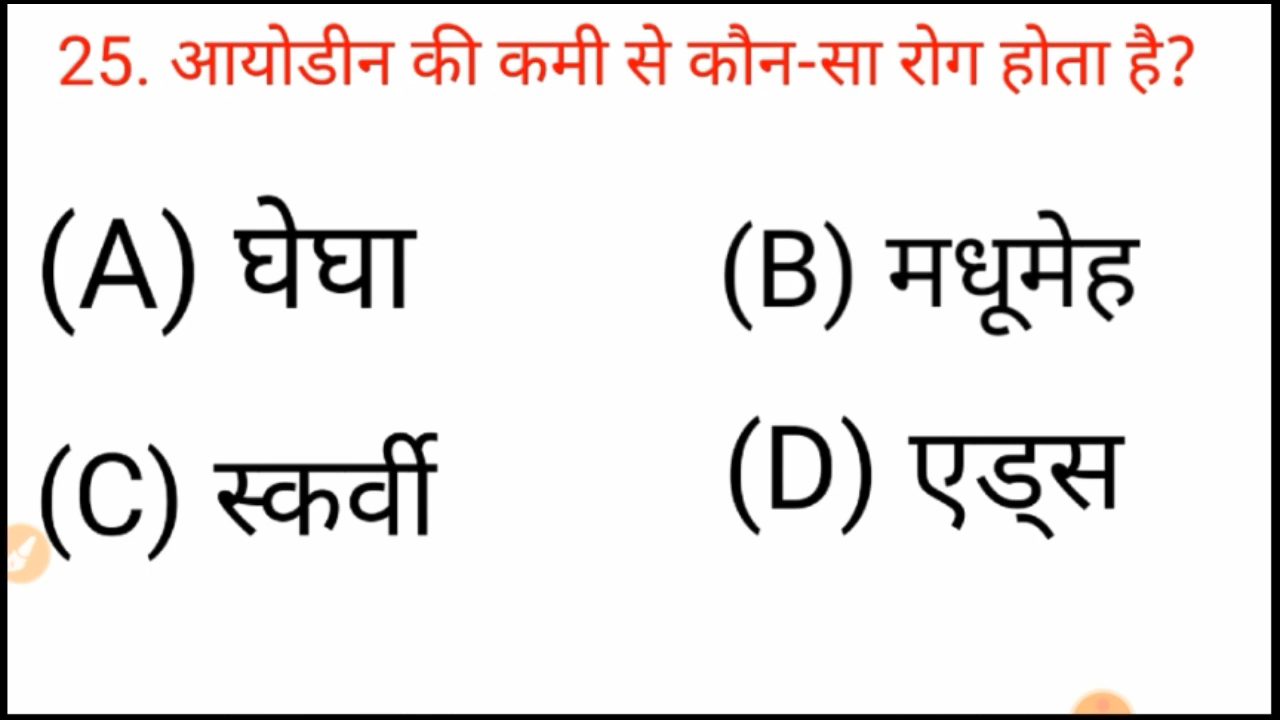 25. आयोडीन की कमी से कौन-सा रोग होता है?
(A) घेघा (B) मधूमेह
(C) स्कर्वी (D) एड्स